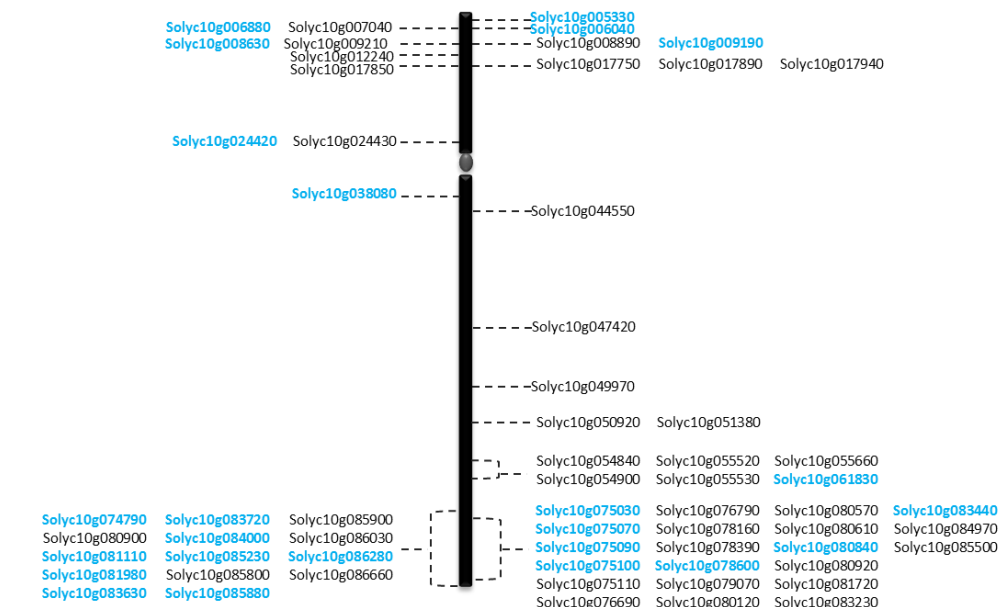 Solyc10g005330
Solyc10g006880 Solyc10g007040 Solyc10g006040
Solyc10g008630 Solyc10g009210 Solyc10g008890 Solyc10g009190
Solyc10g012240
Solyc10g017850 Solyc10g017750 Solyc10g017890 Solyc10g017940
Solyc10g024420 Solyc10g024430
Solyc10g038080
Solyc10g044550
Solyc10g047420
Solyc10g049970
Solyc10g050920 Solyc10g051380
Solyc10g054840 Solyc10g055520 Solyc10g055660
Solyc10g054900 Solyc10g055530 Solyc10g061830
Solyc10g074790 Solyc10g083720 Solyc10g085900
Solyc10g080900 Solyc10g084000 Solyc10g086030
Solyc10g081110 Solyc10g085230 Solyc10g086280
Solyc10g081980 Solyc10g085800 Solyc10g086660
Solyc10g083630 Solyc10g085880
Solyc10g075030 Solyc10g076790 Solyc10g080570 Solyc10g083440
Solyc10g075070 Solyc10g078160 Solyc10g080610 Solyc10g084970
Solyc10g075090 Solyc10g078390 Solyc10g080840 Solyc10g085500
Solyc10g075100 Solyc10g078600 Solyc10g080920
Solyc10g075110 Solyc10g079070 Solyc10g081720
Solyc10g076690 Solyc10g080120 Solyc10g083230